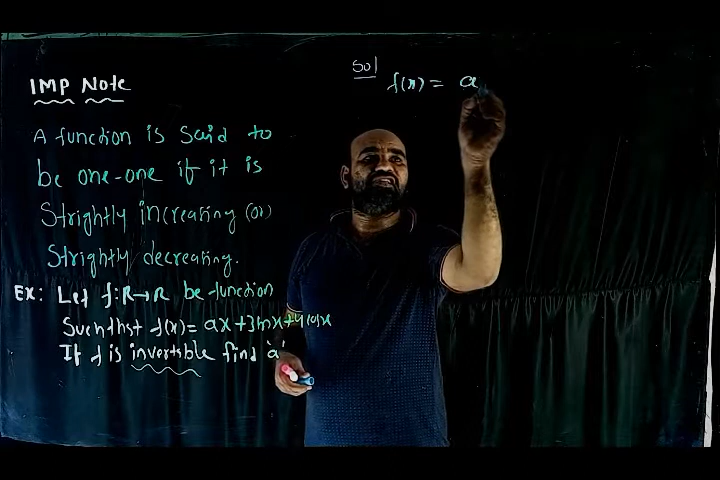 IMP Note
A function is said to
be one-one if it is
Strightly increasing (or)
Strightly decreasing.
Ex: Let f:R→R be function
Such that f(x)= ax+3sinx+4cosx
If f is invertable find 'a'
Sol
f(x) = a